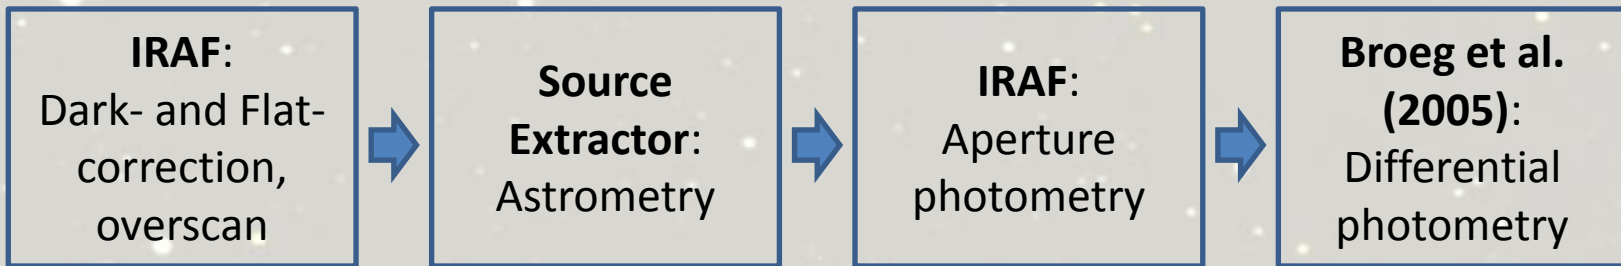 IRAF:
Dark- and Flat-
correction,
overscan
Source
Extractor:
Astrometry
IRAF:
Aperture
photometry
Broeg et al.
(2005):
Differential
photometry